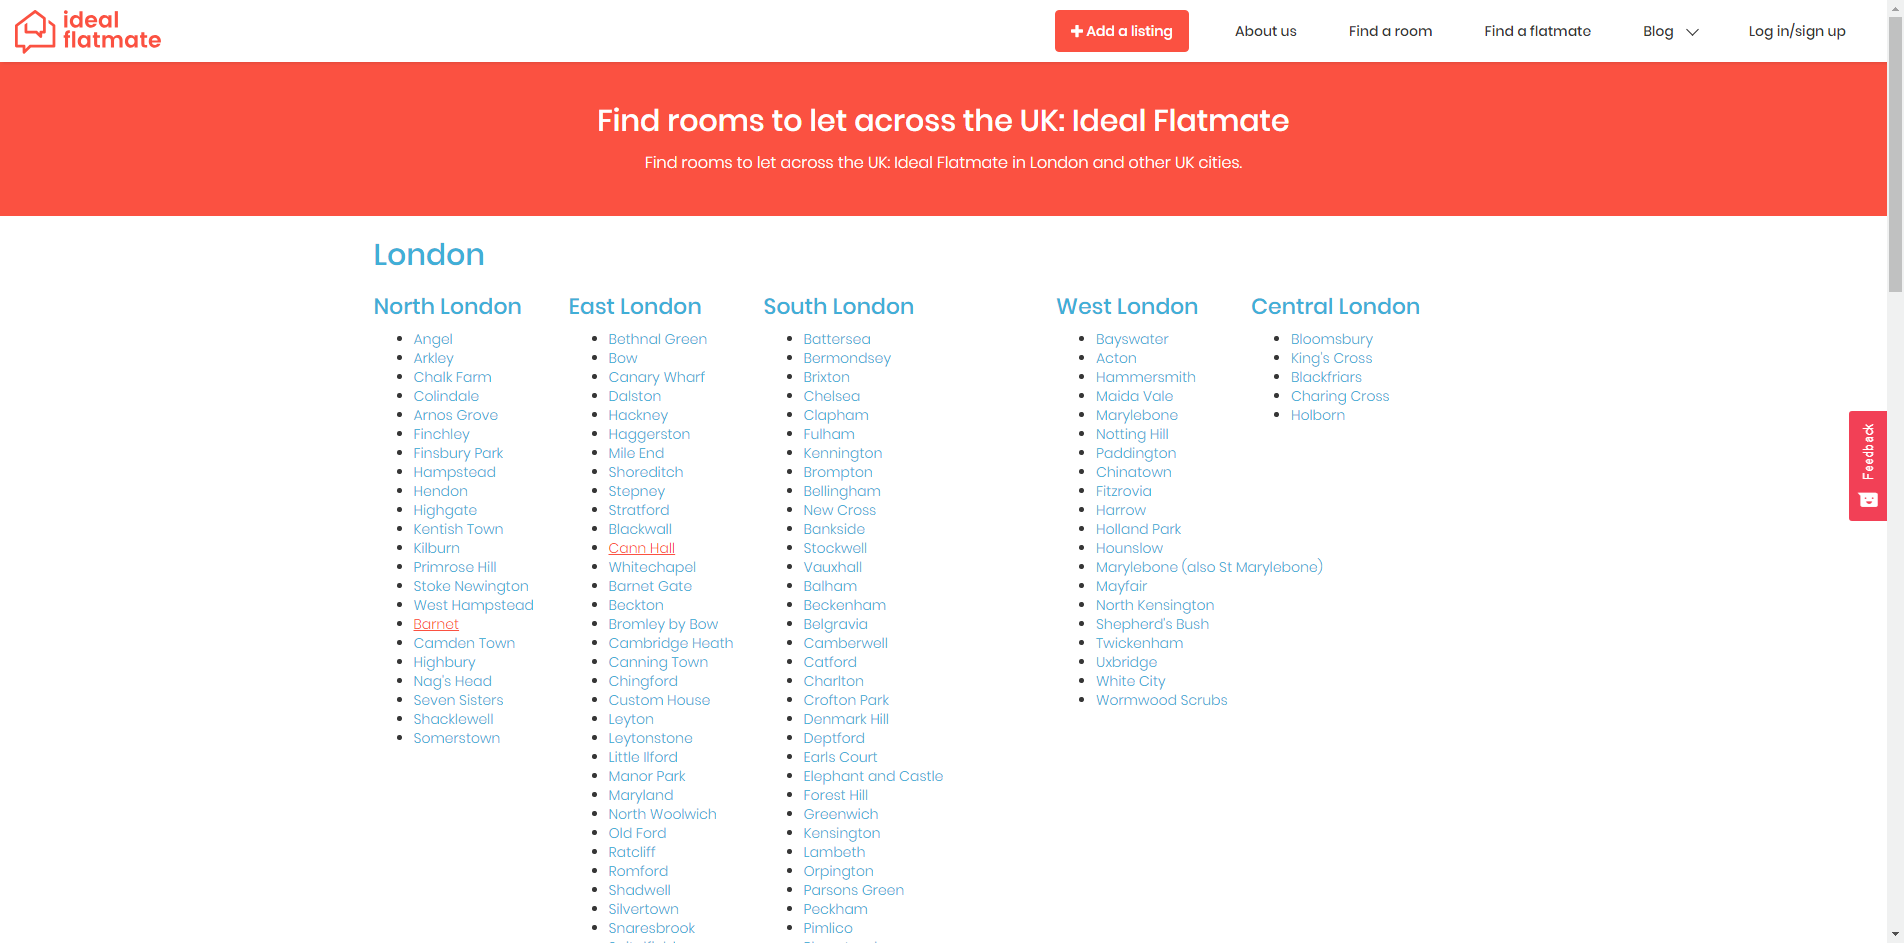 ideal
flatmate
Add a listing
About us
Find a room
Find a flatmate
Blog
Log in/sign up
Find rooms to let across the UK: Ideal Flatmate
Find rooms to let across the UK: Ideal Flatmate in London and other UK cities.
London
North London
Angel
Arkley
Chalk Farm
Colindale
Arnos Grove
Finchley
Finsbury Park
Hampstead
Hendon
Highgate
Kentish Town
Kilburn
Primrose Hill
Stoke Newington
West Hampstead
Barnet
Camden Town
Highbury
Nag's Head
Seven Sisters
Shacklewell
Somerstown
East London
Bethnal Green
Bow
Canary Wharf
Dalston
Hackney
Haggerston
Mile End
Shoreditch
Stepney
Stratford
Blackwall
Cann Hall
Whitechapel
Barnet Gate
Beckton
Bromley by Bow
Cambridge Heath
Canning Town
Chingford
Custom House
Leyton
Leytonstone
Little Ilford
Manor Park
Maryland
North Woolwich
Old Ford
Ratcliff
Romford
Shadwell
Silvertown
Snaresbrook
South London
Battersea
Bermondsey
Brixton
Chelsea
Clapham
Fulham
Kennington
Brompton
Bellingham
New Cross
Bankside
Stockwell
Vauxhall
Balham
Beckenham
Belgravia
Camberwell
Catford
Charlton
Crofton Park
Denmark Hill
Deptford
Earls Court
Elephant and Castle
Forest Hill
Greenwich
Kensington
Lambeth
Orpington
Parsons Green
Peckham
Pimlico
West London
Bayswater
Acton
Hammersmith
Maida Vale
Marylebone
Notting Hill
Paddington
Chinatown
Fitzrovia
Harrow
Holland Park
Hounslow
Marylebone (also St Marylebone)
Mayfair
North Kensington
Shepherd's Bush
Twickenham
Uxbridge
White City
Wormwood Scrubs
Central London
Bloomsbury
King's Cross
Blackfriars
Charing Cross
Holborn
Feedback